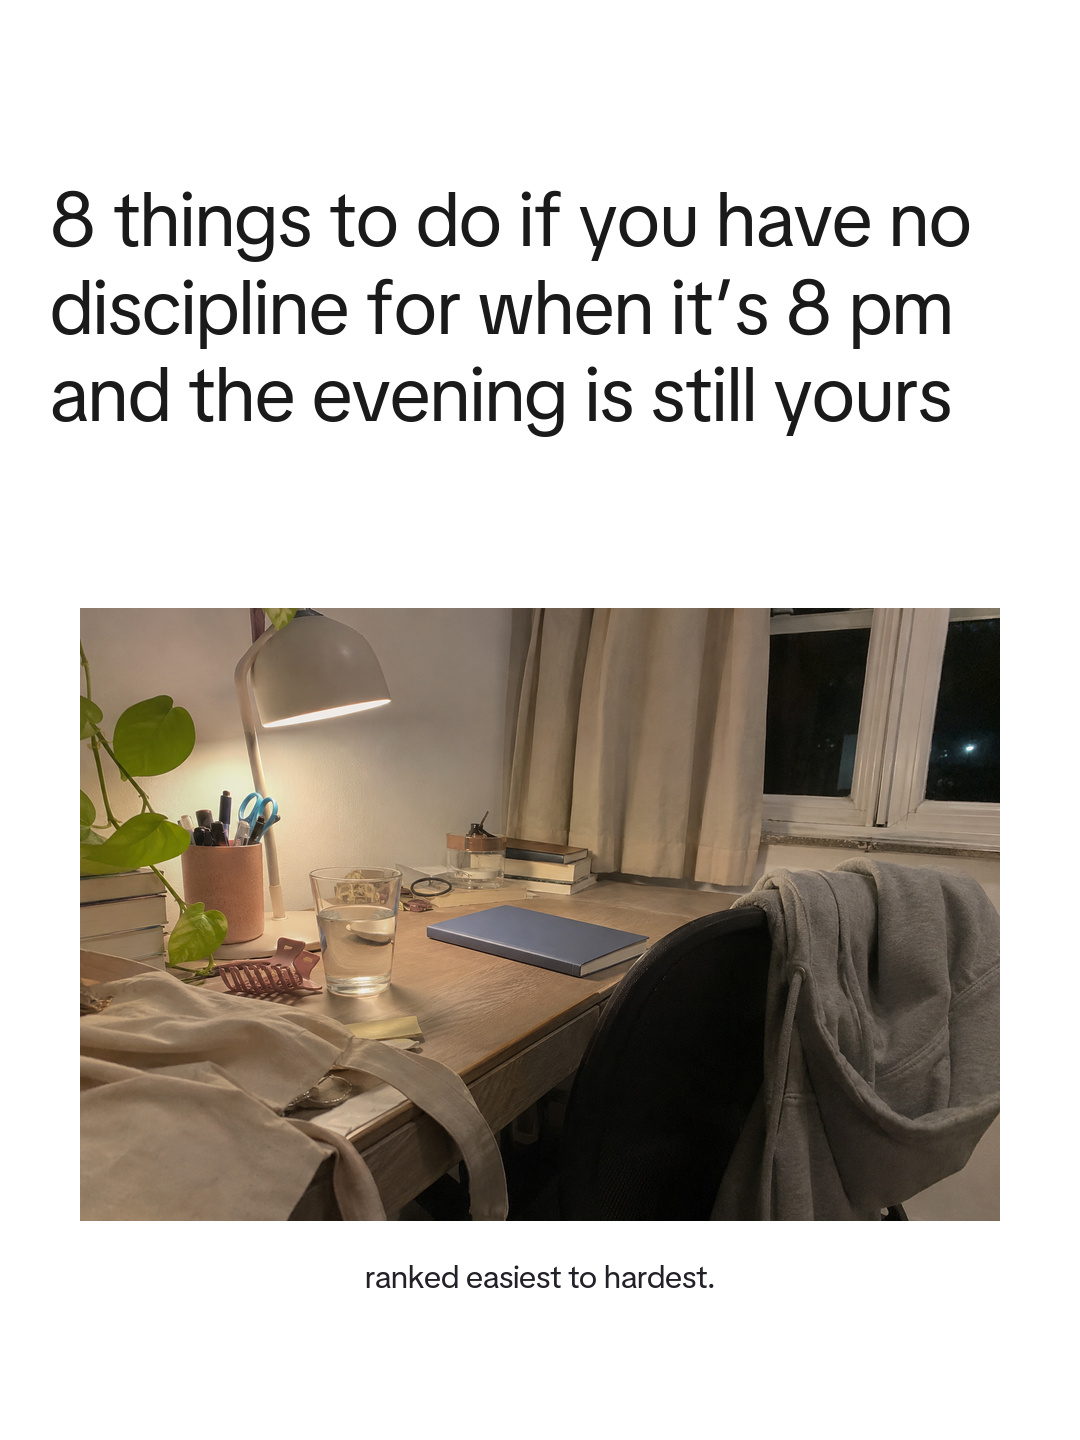 8 things to do if you have no
discipline for when it’s 8 pm
and the evening is still yours
ranked easiest to hardest.